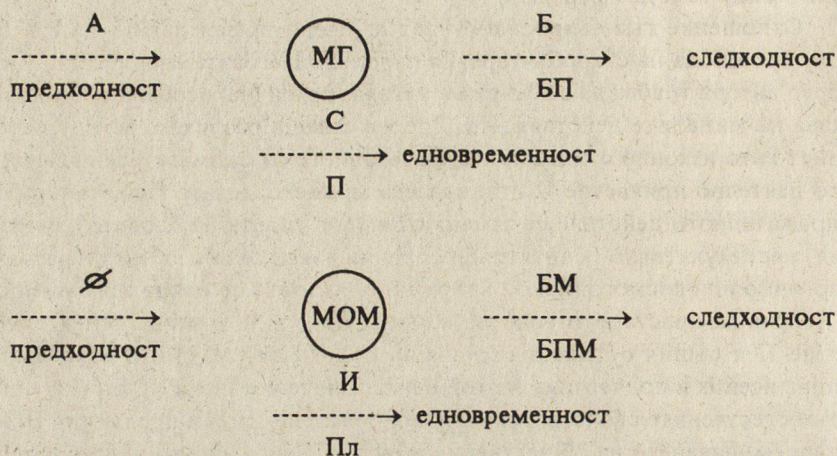 А МГ Б следходност
предходност БП
С
едновременност
П
∅ МОМ БМ следходност
предходност БПМ
И
едновременност
Пл